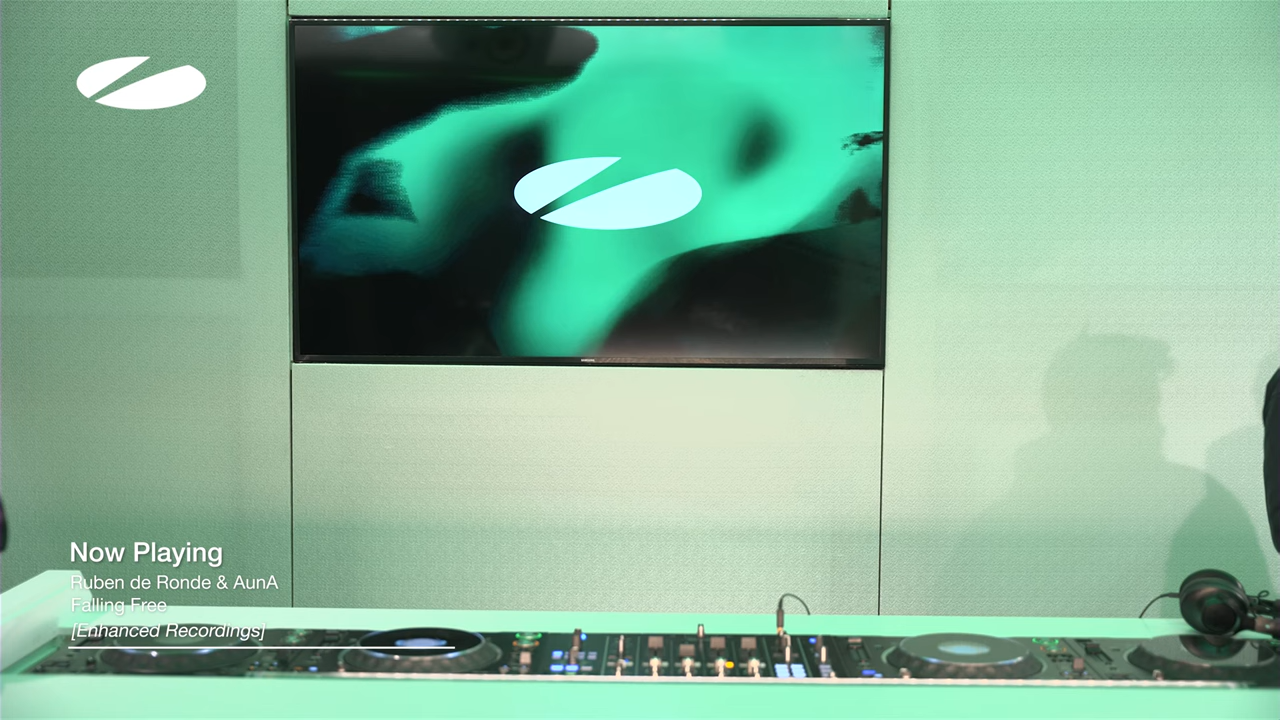 Now Playing
Ruben de Ronde & AunA
Falling Free
[Enhanced Recordings]